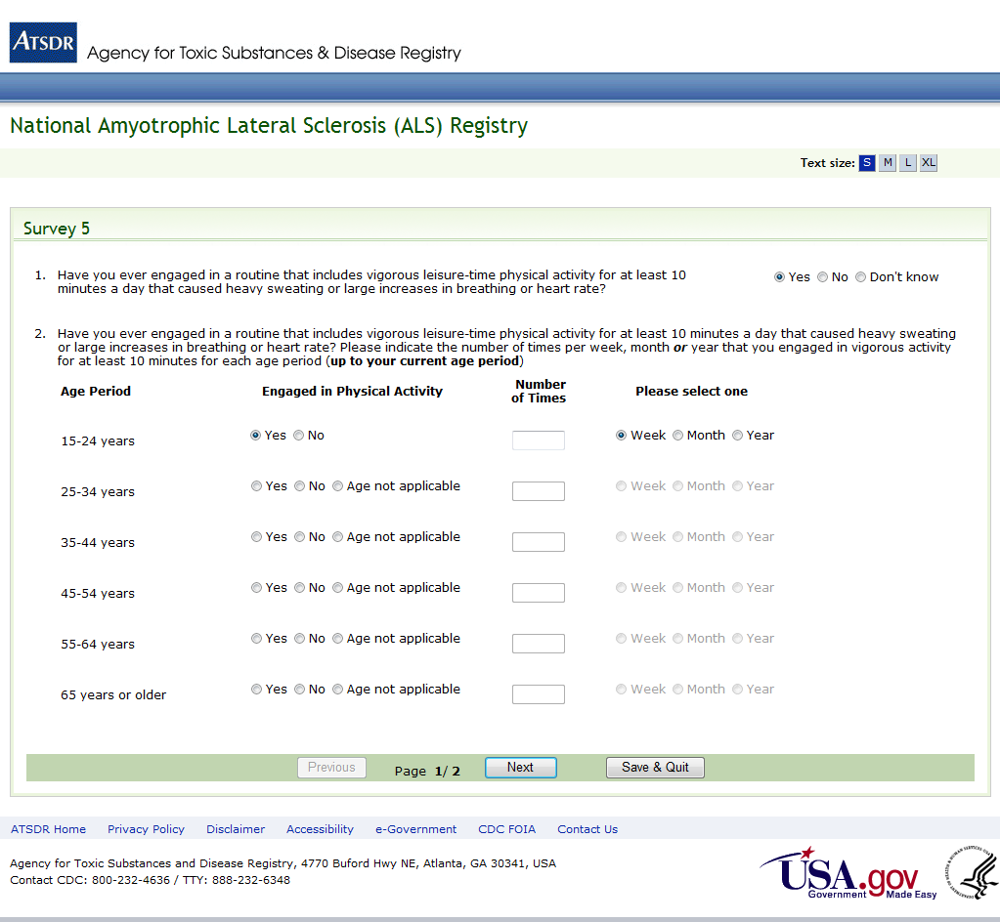 ATSDR
Agency for Toxic Substances & Disease Registry
National Amyotrophic Lateral Sclerosis (ALS) Registry
Text size: S M L XL
Survey 5
1. Have you ever engaged in a routine that includes vigorous leisure-time physical activity for at least 10
minutes a day that caused heavy sweating or large increases in breathing or heart rate?
Yes No Don't know
2. Have you ever engaged in a routine that includes vigorous leisure-time physical activity for at least 10 minutes a day that caused heavy sweating
or large increases in breathing or heart rate? Please indicate the number of times per week, month or year that you engaged in vigorous activity
for at least 10 minutes for each age period (up to your current age period)
Age Period Engaged in Physical Activity Number
of Times Please select one
15-24 years Yes No Week Month Year
25-34 years Yes No Age not applicable Week Month Year
35-44 years Yes No Age not applicable Week Month Year
45-54 years Yes No Age not applicable Week Month Year
55-64 years Yes No Age not applicable Week Month Year
65 years or older Yes No Age not applicable Week Month Year
Previous Page 1/ 2 Next Save & Quit
ATSDR Home Privacy Policy Disclaimer Accessibility e-Government CDC FOIA Contact Us
Agency for Toxic Substances and Disease Registry, 4770 Buford Hwy NE, Atlanta, GA 30341, USA
Contact CDC: 800-232-4636 / TTY: 888-232-6348
USA.gov
Government Made Easy